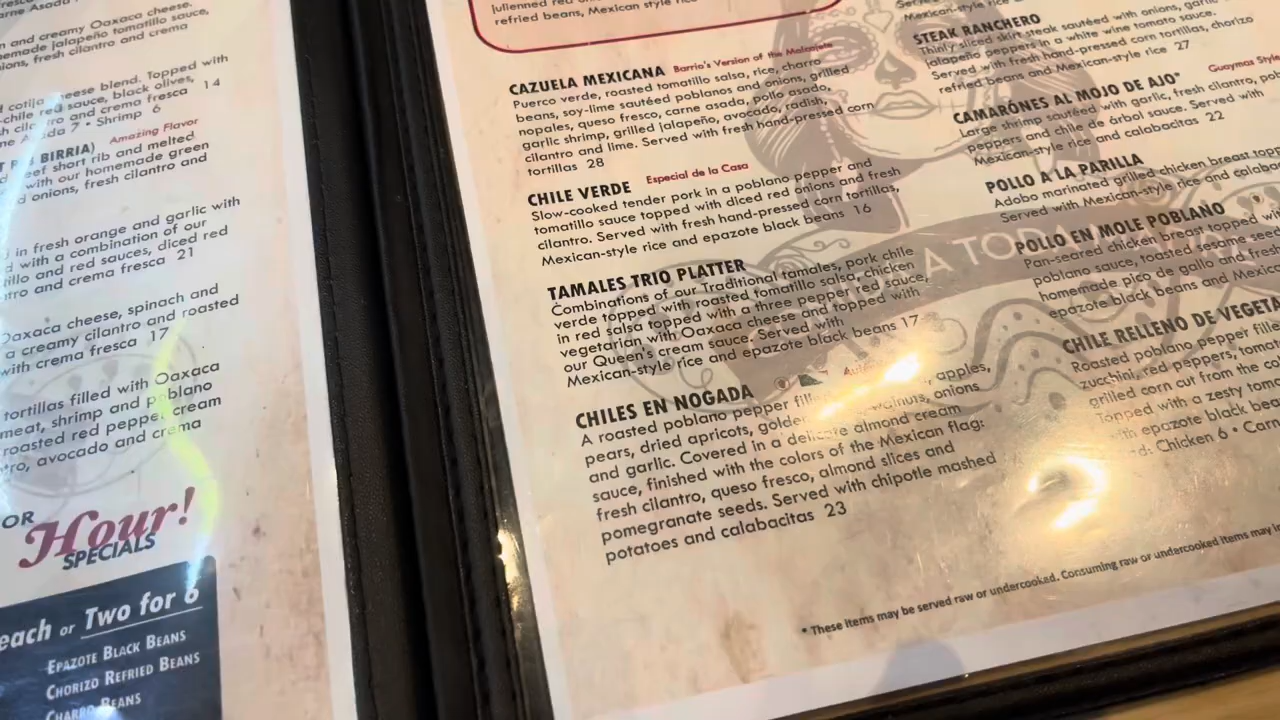 and creamy Oaxaca cheese.
jalapeño tomatillo sauce,
fresh cilantro and crema
cheese blend. Topped with
red sauce, black olives,
and crema fresca 14
7 • Shrimp 6
BIRRIA) Amazing Flavor
short rib and melted
with our homemade green
onions, fresh cilantro and
in fresh orange and garlic with
with a combination of our
and red sauces, diced red
and crema fresca 21
Oaxaca cheese, spinach and
a creamy cilantro and roasted
with crema fresca 17
tortillas filled with Oaxaca
meat, shrimp and poblano
roasted red pepper cream
avocado and crema
OR
Hour!
SPECIALS
each or Two for 6
EPAZOTE BLACK BEANS
CHORIZO REFRIED BEANS
CHARRO BEANS
Julienned red
refried beans, Mexican style
CAZUELA MEXICANA Barrio's Version of the Molcajete
Puerco verde, roasted tomatillo salsa, rice, charro
beans, soy-lime sautéed poblanos and onions, grilled
nopales, queso fresco, carne asada, pollo asado,
garlic shrimp, grilled jalapeño, avocado, radish,
cilantro and lime. Served with fresh hand-pressed corn
tortillas 28
CHILE VERDE Especial de la Casa
Slow-cooked tender pork in a poblano pepper and
tomatillo sauce topped with diced red onions and fresh
cilantro. Served with fresh hand-pressed corn tortillas,
Mexican-style rice and epazote black beans 16
TAMALES TRIO PLATTER
Combinations of our Traditional tamales, pork chile
verde topped with roasted tomatillo salsa, chicken
in red salsa topped with a three pepper red sauce,
vegetarian with Oaxaca cheese and topped with
our Queen's cream sauce. Served with
Mexican-style rice and epazote black beans 17
CHILES EN NOGADA
A roasted poblano pepper apples,
pears, dried apricots, walnuts, onions
and garlic. Covered in a delicate almond cream
sauce, finished with the colors of the Mexican flag:
fresh cilantro, queso fresco, almond slices and
pomegranate seeds. Served with chipotle mashed
potatoes and calabacitas 23
Mexican-style rice
STEAK RANCHERO
Thinly sliced skirt steak sautéed with onions,
jalapeño peppers in a white wine tomato sauce.
Served with fresh hand-pressed corn tortillas, chorizo
refried beans and Mexican-style rice 27
CAMARÓNES AL MOJO DE AJO* Guaymas Style
Large shrimp sautéed with garlic, fresh cilantro,
peppers and chile de árbol sauce. Served with
Mexican-style rice and calabacitas 22
POLLO A LA PARILLA
Adobo marinated grilled chicken breast
Served with Mexican-style rice and
POLLO EN MOLE POBLANO
Pan-seared chicken breast topped
poblano sauce, toasted sesame
homemade pico de gallo and
epazote black beans and
A TODA
CHILE RELLENO DE
Roasted poblano pepper
zucchini, red peppers,
grilled corn cut from the
Topped with a zesty
with epazote black
Chicken 6 •
* These items may be served raw or undercooked. Consuming raw or undercooked items may